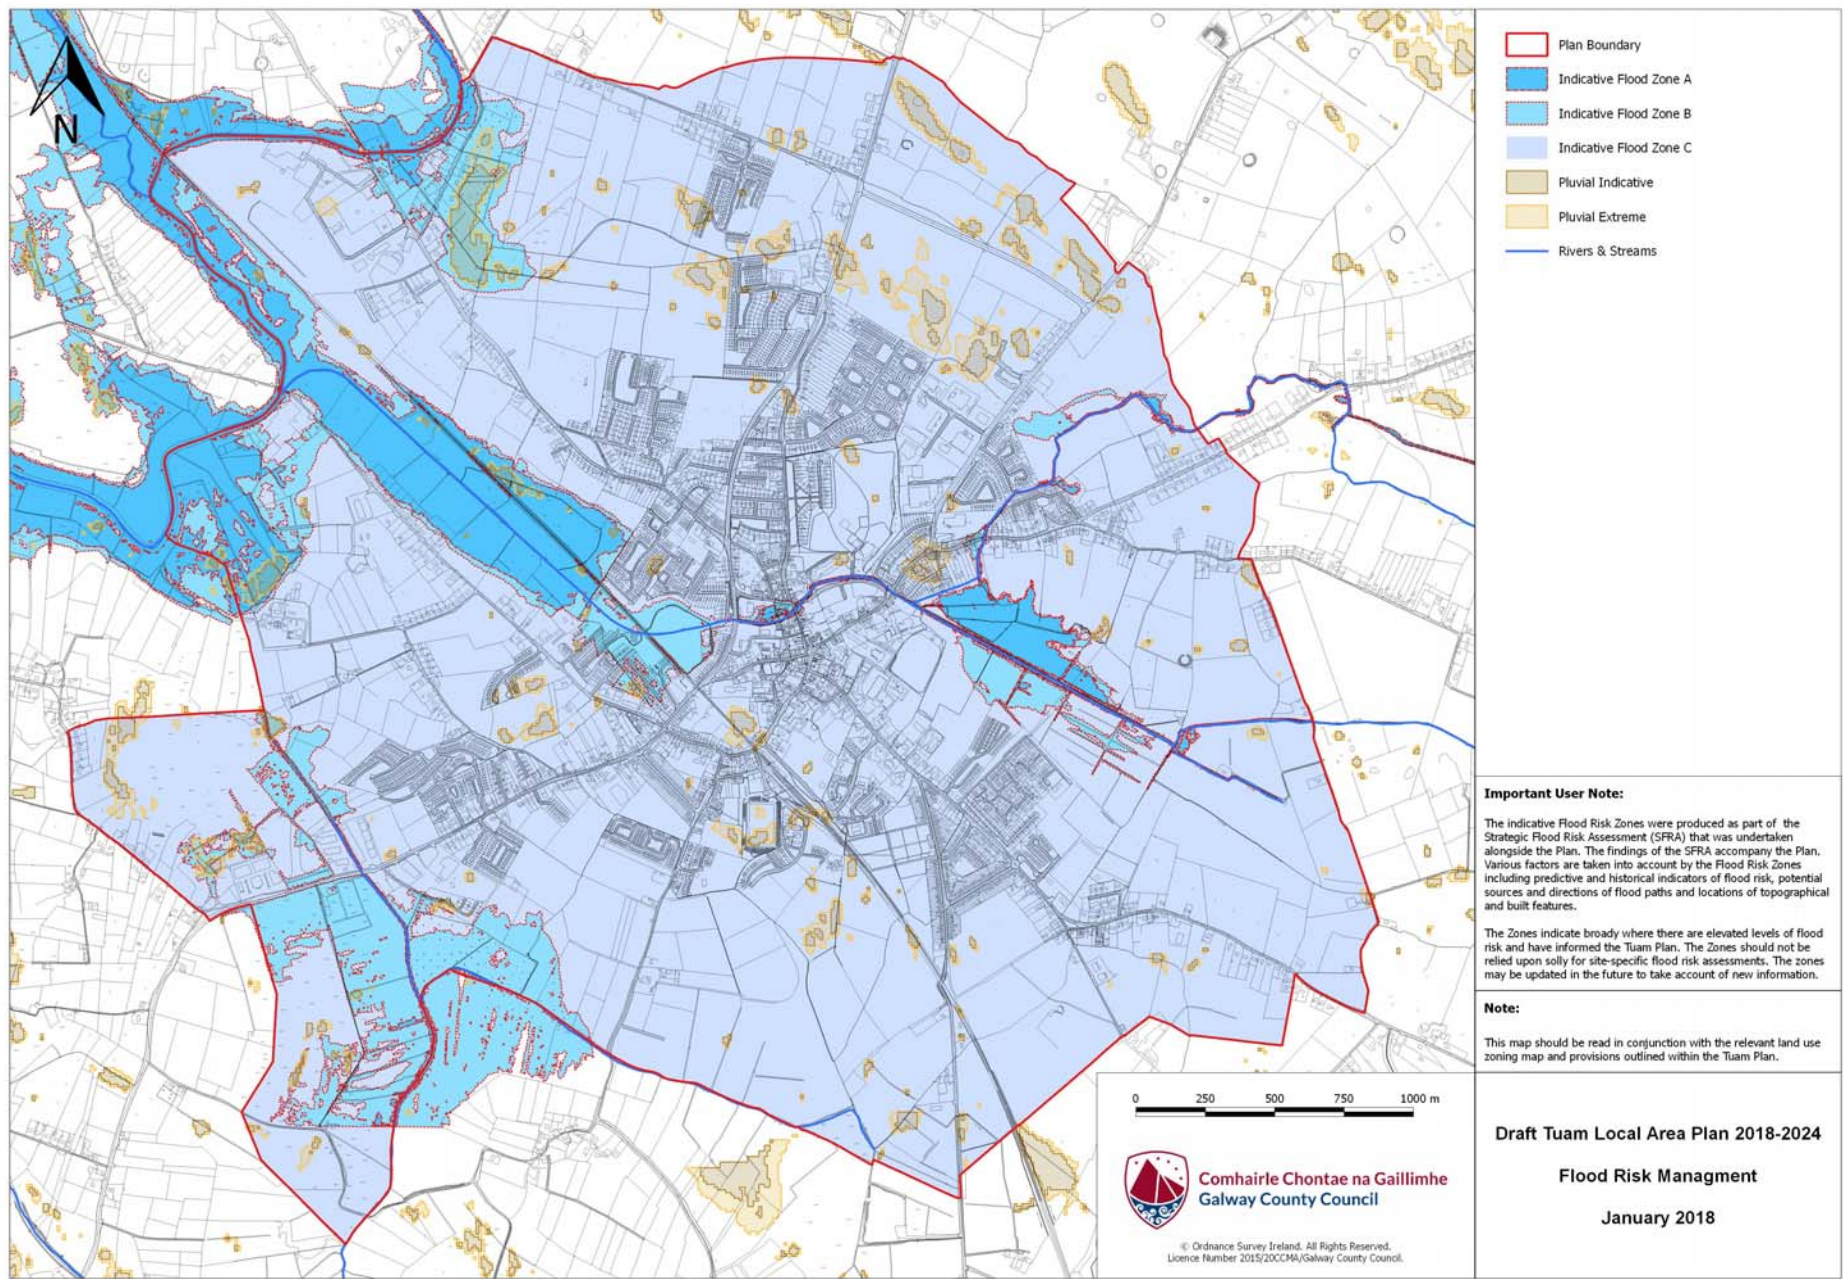 N
Plan Boundary
Indicative Flood Zone A
Indicative Flood Zone B
Indicative Flood Zone C
Pluvial Indicative
Pluvial Extreme
Rivers & Streams
Important User Note:
The indicative Flood Risk Zones were produced as part of the
Strategic Flood Risk Assessment (SFRA) that was undertaken
alongside the Plan. The findings of the SFRA accompany the Plan.
Various factors are taken into account by the Flood Risk Zones
including predictive and historical indicators of flood risk, potential
sources and directions of flood paths and locations of topographical
and built features.
The Zones indicate broady where there are elevated levels of flood
risk and have informed the Tuam Plan. The Zones should not be
relied upon solly for site-specific flood risk assessments. The zones
may be updated in the future to take account of new information.
Note:
This map should be read in conjunction with the relevant land use
zoning map and provisions outlined within the Tuam Plan.
0 250 500 750 1000 m
Comhairle Chontae na Gaillimhe
Galway County Council
© Ordnance Survey Ireland. All Rights Reserved.
Licence Number 2015/20CCMA/Galway County Council.
Draft Tuam Local Area Plan 2018-2024
Flood Risk Managment
January 2018